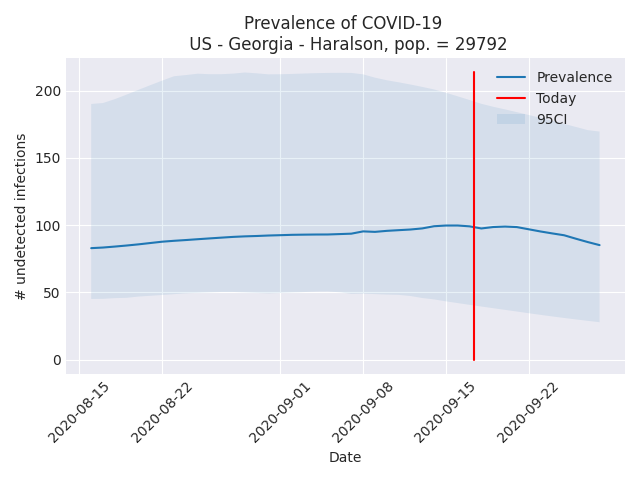 Prevalence of COVID-19
US - Georgia - Haralson, pop. = 29792
# undetected infections
200
150
100
50
0
Prevalence
Today
95CI
2020-08-15
2020-08-22
2020-09-01
2020-09-08
2020-09-15
2020-09-22
Date